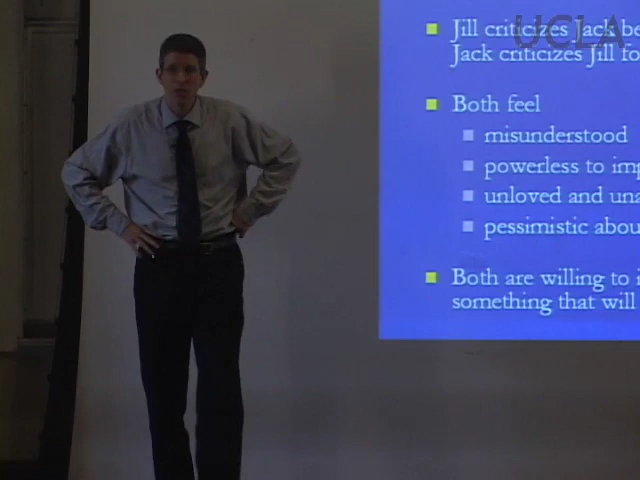 UCLA
Jill criticizes Jack
Jack criticizes Jill
Both feel
misunderstood
powerless to
unloved and
pessimistic
Both are willing to
something that will